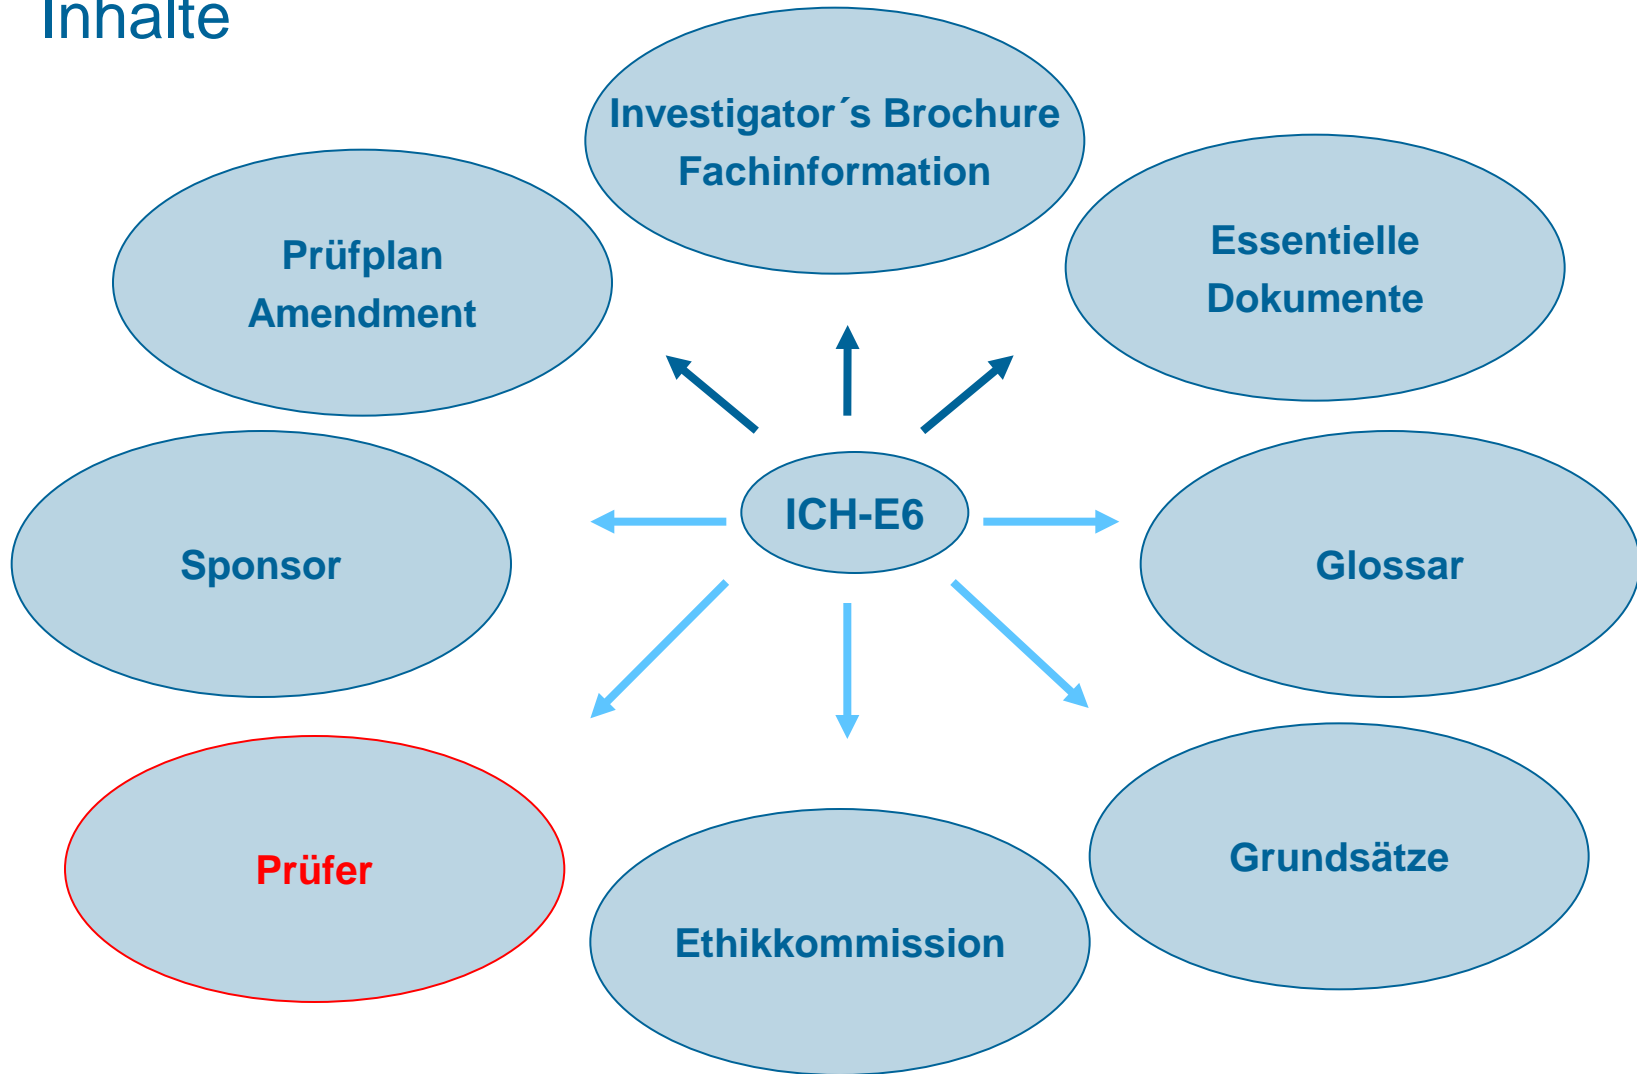 Inhalte
Investigator´s Brochure
Fachinformation
Prüfplan
Amendment
Essentielle
Dokumente
ICH-E6
Sponsor
Glossar
Prüfer
Grundsätze
Ethikkommission